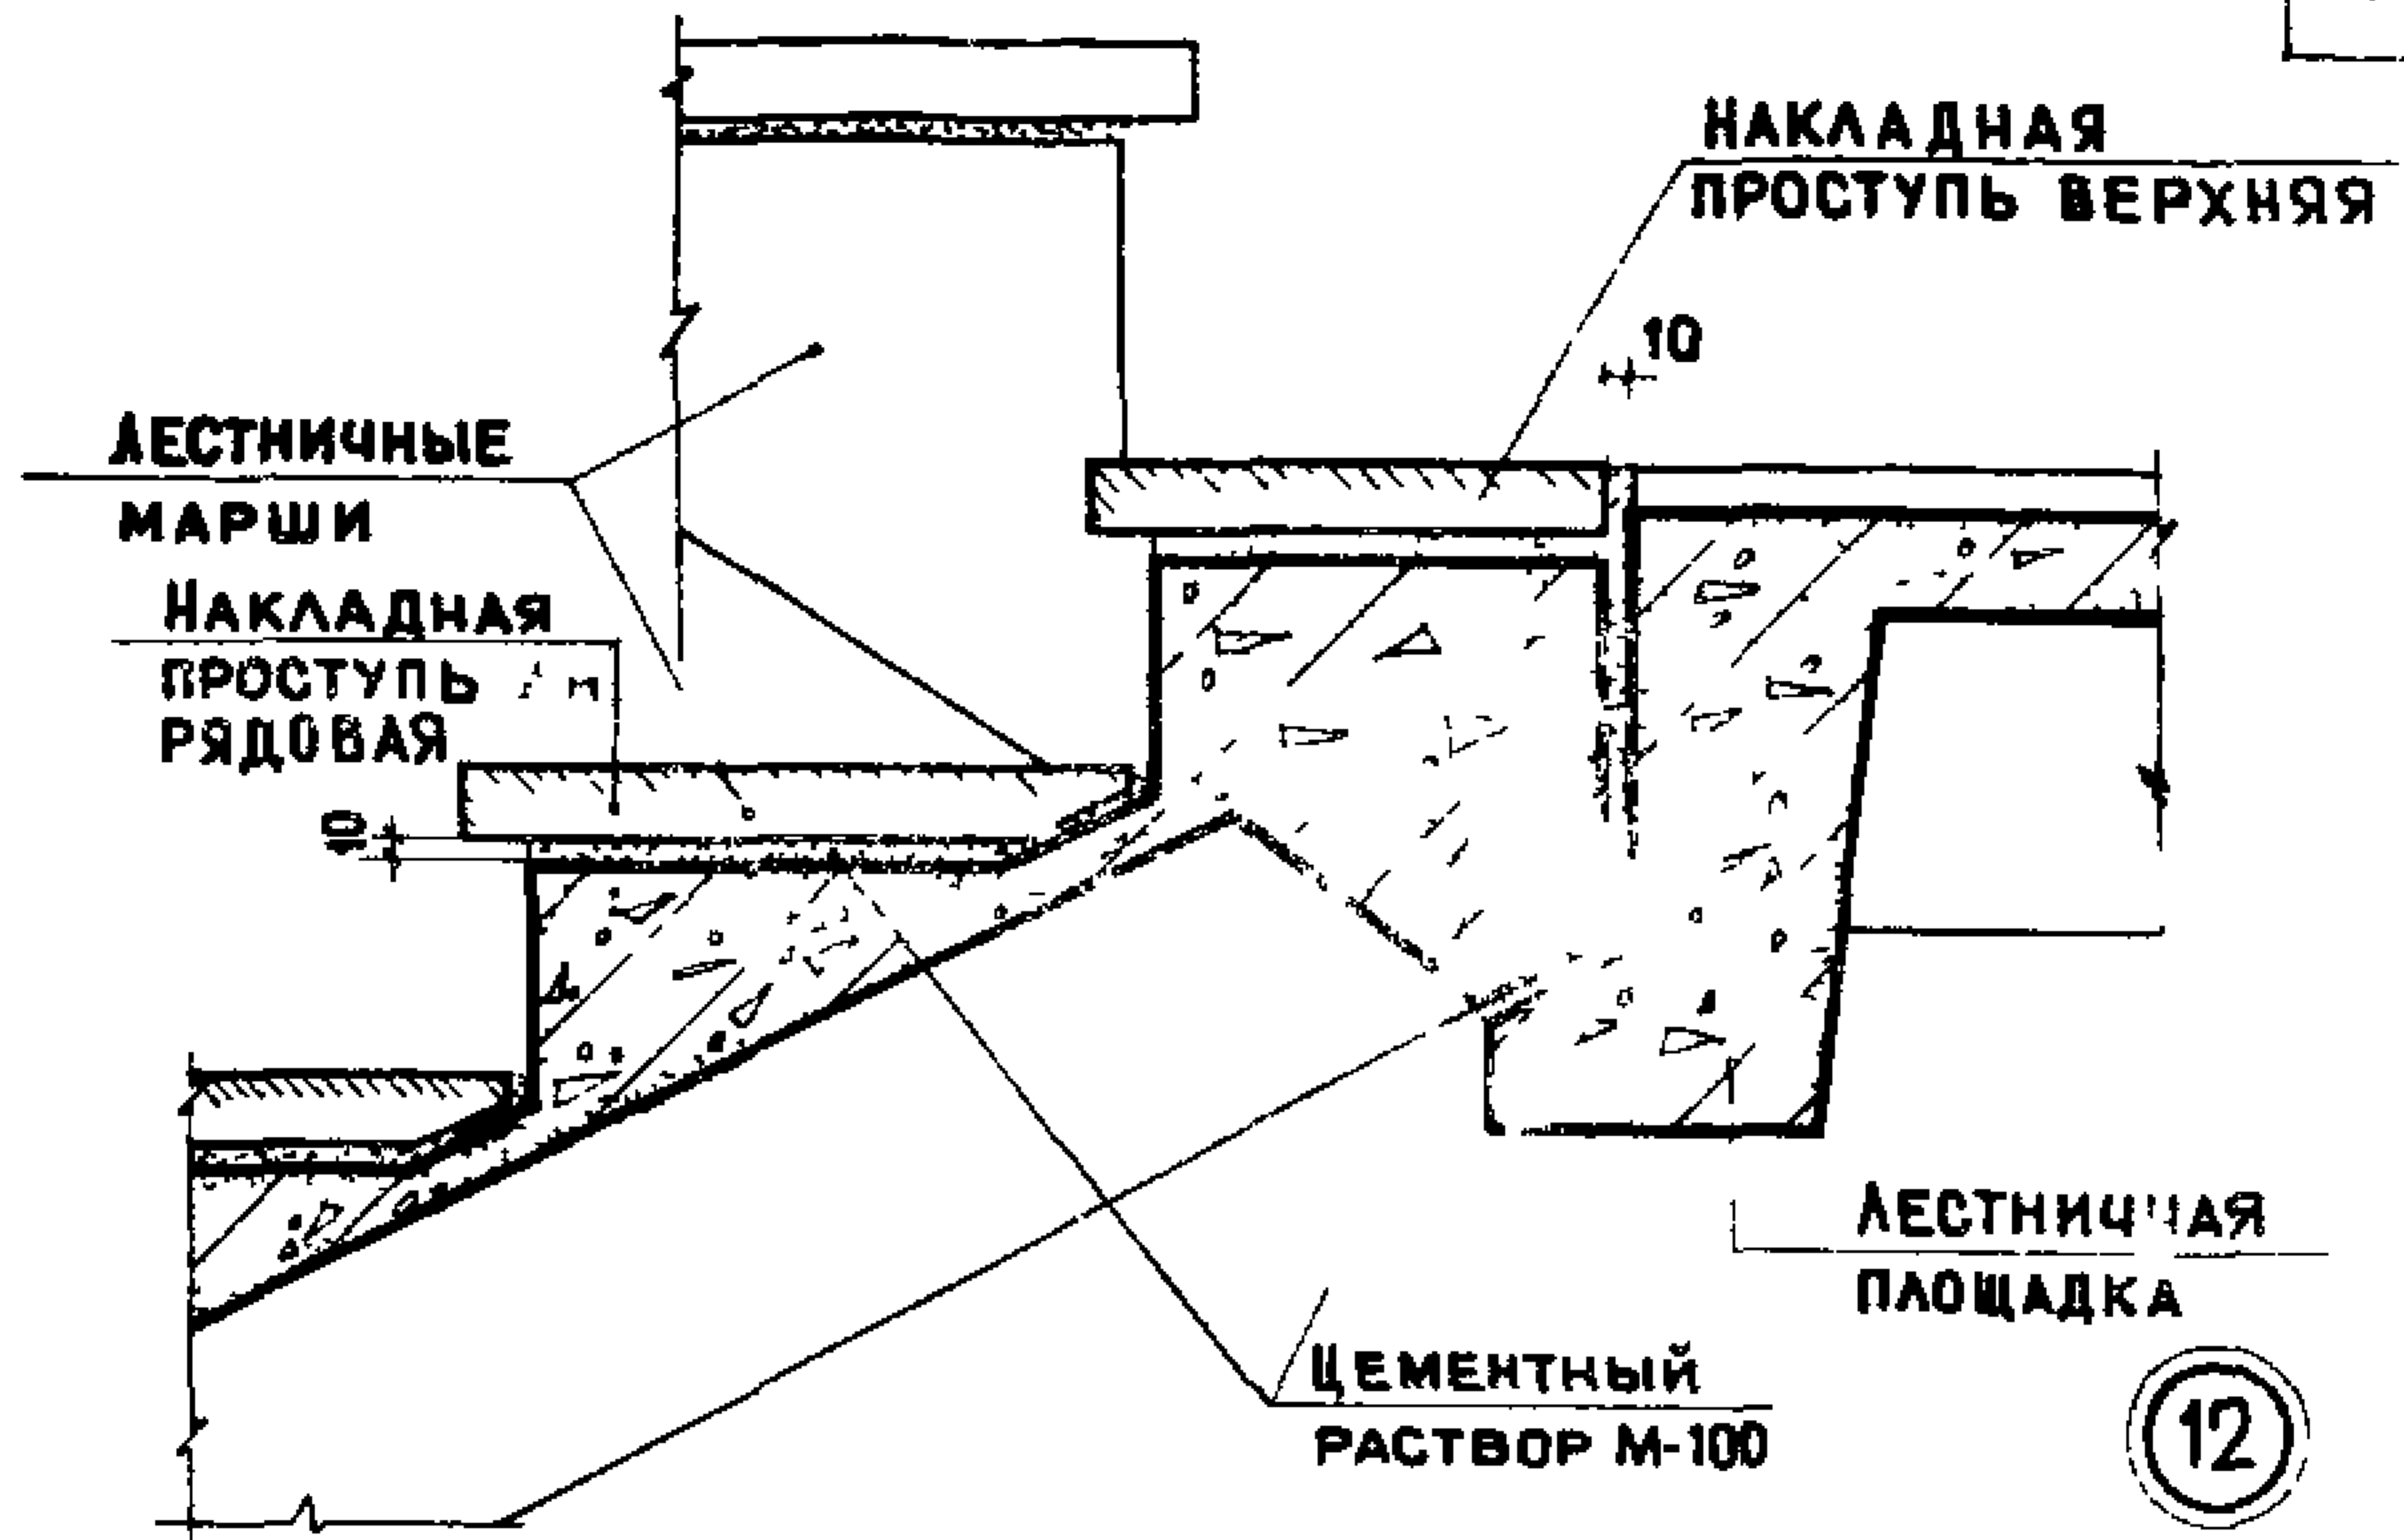 НАКЛАДНАЯ
ПРОСТУПЬ ВЕРХНЯЯ
10
ЛЕСТНИЧНЫЕ
МАРШИ
НАКЛАДНАЯ
ПРОСТУПЬ
РЯДОВАЯ
10
ЛЕСТНИЧНАЯ
ПЛОЩАДКА
ЦЕМЕНТНЫЙ
РАСТВОР М-100
12